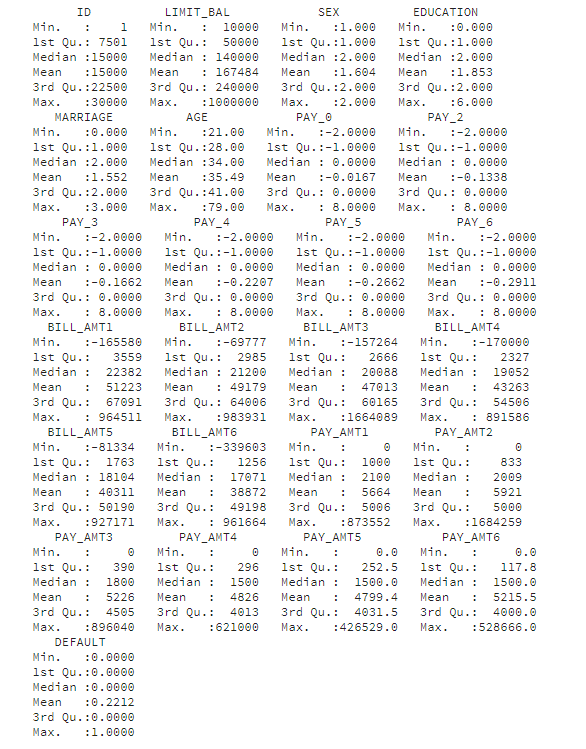 ID          LIMIT_BAL            SEX          EDUCATION
Min.   :    1   Min.   :  10000   Min.   :1.000   Min.   :0.000
1st Qu.: 7501   1st Qu.:  50000   1st Qu.:1.000   1st Qu.:1.000
Median :15000   Median : 140000   Median :2.000   Median :2.000
Mean   :15000   Mean   : 167484   Mean   :1.604   Mean   :1.853
3rd Qu.:22500   3rd Qu.: 240000   3rd Qu.:2.000   3rd Qu.:2.000
Max.   :30000   Max.   :1000000   Max.   :2.000   Max.   :6.000
   MARRIAGE          AGE            PAY_0             PAY_2
Min.   :0.000   Min.   :21.00   Min.   :-2.0000   Min.   :-2.0000
1st Qu.:1.000   1st Qu.:28.00   1st Qu.:-1.0000   1st Qu.:-1.0000
Median :2.000   Median :34.00   Median : 0.0000   Median : 0.0000
Mean   :1.552   Mean   :35.49   Mean   :-0.0167   Mean   :-0.1338
3rd Qu.:2.000   3rd Qu.:41.00   3rd Qu.: 0.0000   3rd Qu.: 0.0000
Max.   :3.000   Max.   :79.00   Max.   : 8.0000   Max.   : 8.0000
    PAY_3             PAY_4             PAY_5             PAY_6
Min.   :-2.0000   Min.   :-2.0000   Min.   :-2.0000   Min.   :-2.0000
1st Qu.:-1.0000   1st Qu.:-1.0000   1st Qu.:-1.0000   1st Qu.:-1.0000
Median : 0.0000   Median : 0.0000   Median : 0.0000   Median : 0.0000
Mean   :-0.1662   Mean   :-0.2207   Mean   :-0.2662   Mean   :-0.2911
3rd Qu.: 0.0000   3rd Qu.: 0.0000   3rd Qu.: 0.0000   3rd Qu.: 0.0000
Max.   : 8.0000   Max.   : 8.0000   Max.   : 8.0000   Max.   : 8.0000
  BILL_AMT1         BILL_AMT2        BILL_AMT3         BILL_AMT4
Min.   :-165580   Min.   :-69777   Min.   :-157264   Min.   :-170000
1st Qu.:   3559   1st Qu.:  2985   1st Qu.:   2666   1st Qu.:   2327
Median :  22382   Median : 21200   Median :  20088   Median :  19052
Mean   :  51223   Mean   : 49179   Mean   :  47013   Mean   :  43263
3rd Qu.:  67091   3rd Qu.: 64006   3rd Qu.:  60165   3rd Qu.:  54506
Max.   : 964511   Max.   :983931   Max.   :1664089   Max.   : 891586
  BILL_AMT5        BILL_AMT6          PAY_AMT1         PAY_AMT2
Min.   :-81334   Min.   :-339603   Min.   :     0   Min.   :      0
1st Qu.:  1763   1st Qu.:   1256   1st Qu.:  1000   1st Qu.:    833
Median : 18104   Median :  17071   Median :  2100   Median :   2009
Mean   : 40311   Mean   :  38872   Mean   :  5664   Mean   :   5921
3rd Qu.: 50190   3rd Qu.:  49198   3rd Qu.:  5006   3rd Qu.:   5000
Max.   :927171   Max.   : 961664   Max.   :873552   Max.   :1684259
   PAY_AMT3         PAY_AMT4         PAY_AMT5           PAY_AMT6
Min.   :     0   Min.   :     0   Min.   :     0.0   Min.   :     0.0
1st Qu.:   390   1st Qu.:   296   1st Qu.:   252.5   1st Qu.:   117.8
Median :  1800   Median :  1500   Median :  1500.0   Median :  1500.0
Mean   :  5226   Mean   :  4826   Mean   :  4799.4   Mean   :  5215.5
3rd Qu.:  4505   3rd Qu.:  4013   3rd Qu.:  4031.5   3rd Qu.:  4000.0
Max.   :896040   Max.   :621000   Max.   :426529.0   Max.   :528666.0
   DEFAULT
Min.   :0.0000
1st Qu.:0.0000
Median :0.0000
Mean   :0.2212
3rd Qu.:0.0000
Max.   :1.0000